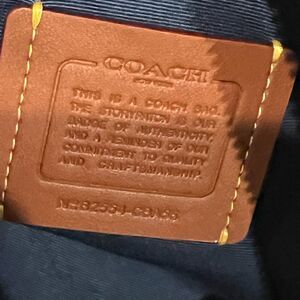 COACH
THIS IS A COACH BAG.
THE STORYPATCH IS OUR
BADGE OF AUTHENTICITY
AND A REMINDER OF OUR
COMMITMENT TO QUALITY
AND CRAFTSMANSHIP.